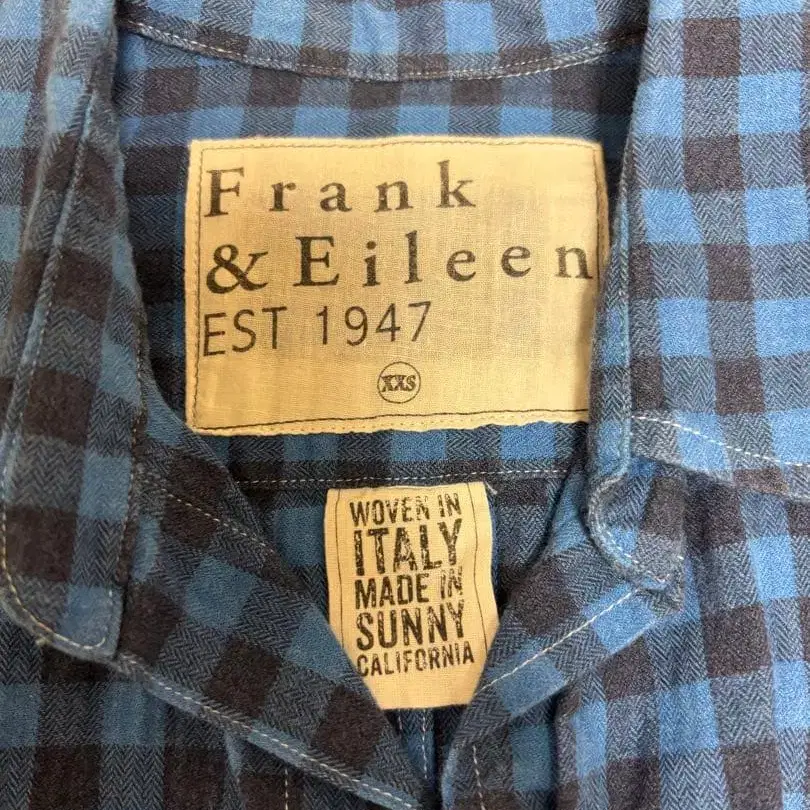 Frank
& Eileen
EST 1947
XXS
WOVEN IN
ITALY
MADE IN
SUNNY
CALIFORNIA